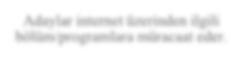 Adaylar internet üzerinden ilgili
bölüm/programlara müracaat eder.